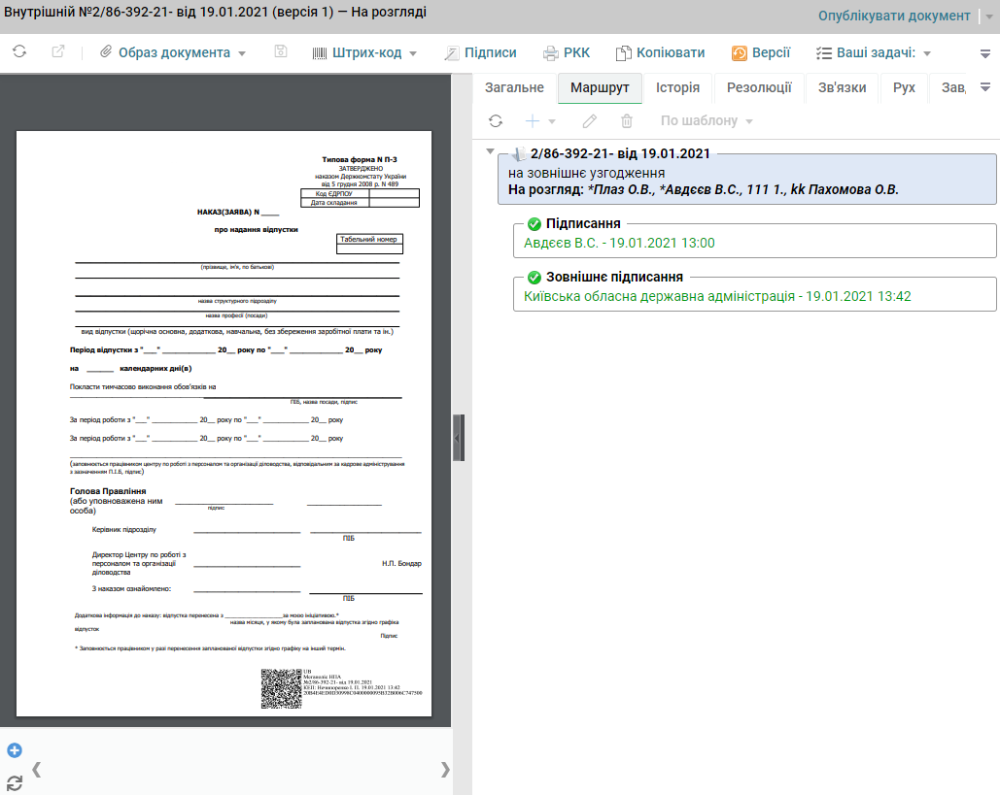 Внутрішній №2/86-392-21- від 19.01.2021 (версія 1) — На розгляді
Опублікувати документ
Образ документа
Штрих-код
Підписи
РКК
Копіювати
Версії
Ваші задачі:
Загальне
Маршрут
Історія
Резолюції
Зв'язки
Рух
Зав
По шаблону
2/86-392-21- від 19.01.2021
на зовнішнє узгодження
На розгляд: *Плаз О.В., *Авдєєв В.С., 111 1., kk Пахомова О.В.
Підписання
Авдєєв В.С. - 19.01.2021 13:00
Зовнішнє підписання
Київська обласна державна адміністрація - 19.01.2021 13:42
Типова форма N П-3
ЗАТВЕРДЖЕНО
наказом Держкомстату України
від 5 грудня 2008 р. N 489
Код ЄДРПОУ
Дата складання
НАКАЗ(ЗАЯВА) N ____
про надання відпустки
Табельний номер
(прізвище, ім'я, по батькові)
назва структурного підрозділу
назва професії (посади)
вид відпустки (щорічна основна, додаткова, навчальна, без збереження заробітної плати та ін.)
Період відпустки з "___" ____________ 20__ року по "___" ____________ 20__ року
на ______ календарних дні(в)
Покласти тимчасово виконання обов'язків на
ПІБ, назва посади, підпис
За період роботи з "___" ____________ 20__ року по "___" ____________ 20__ року
За період роботи з "___" ____________ 20__ року по "___" ____________ 20__ року
(заповнюється працівником центру по роботі з персоналом та організації діловодства, відповідальним за кадрове адміністрування
з зазначенням П.І.Б, підпис)
Голова Правління
(або уповноважена ним
особа)
підпис
Керівник підрозділу
ПІБ
Директор Центру по роботі з
персоналом та організації
діловодства
Н.П. Бондар
З наказом ознайомлено:
ПІБ
Додаткова інформація до наказу: відпустка перенесена з ________________за моєю ініціативою.*
назва місяця, у якому була запланована відпустка згідно графіка
відпусток
Підпис
* Заповнюється працівником у разі перенесення запланованої відпустки згідно графіку на інший термін.
UB
Мегаполіс НПА
№2/86-392-21- від 19.01.2021